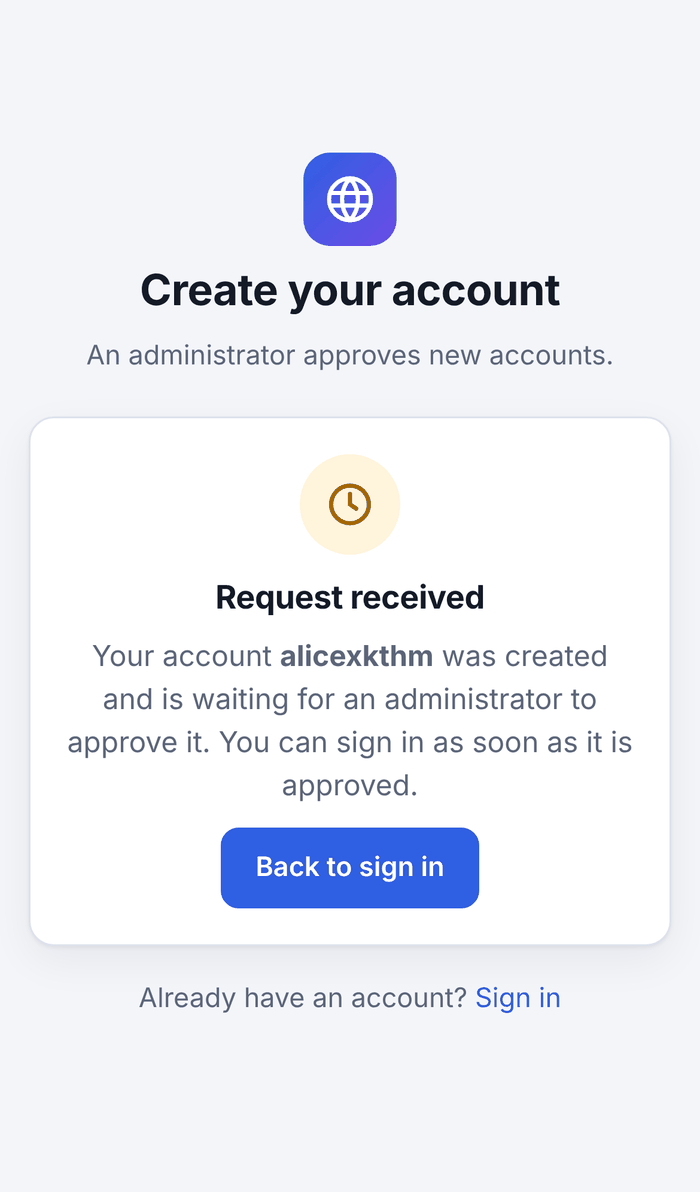 Create your account
An administrator approves new accounts.
Request received
Your account alicexkthm was created
and is waiting for an administrator to
approve it. You can sign in as soon as it is
approved.
Back to sign in
Already have an account? Sign in